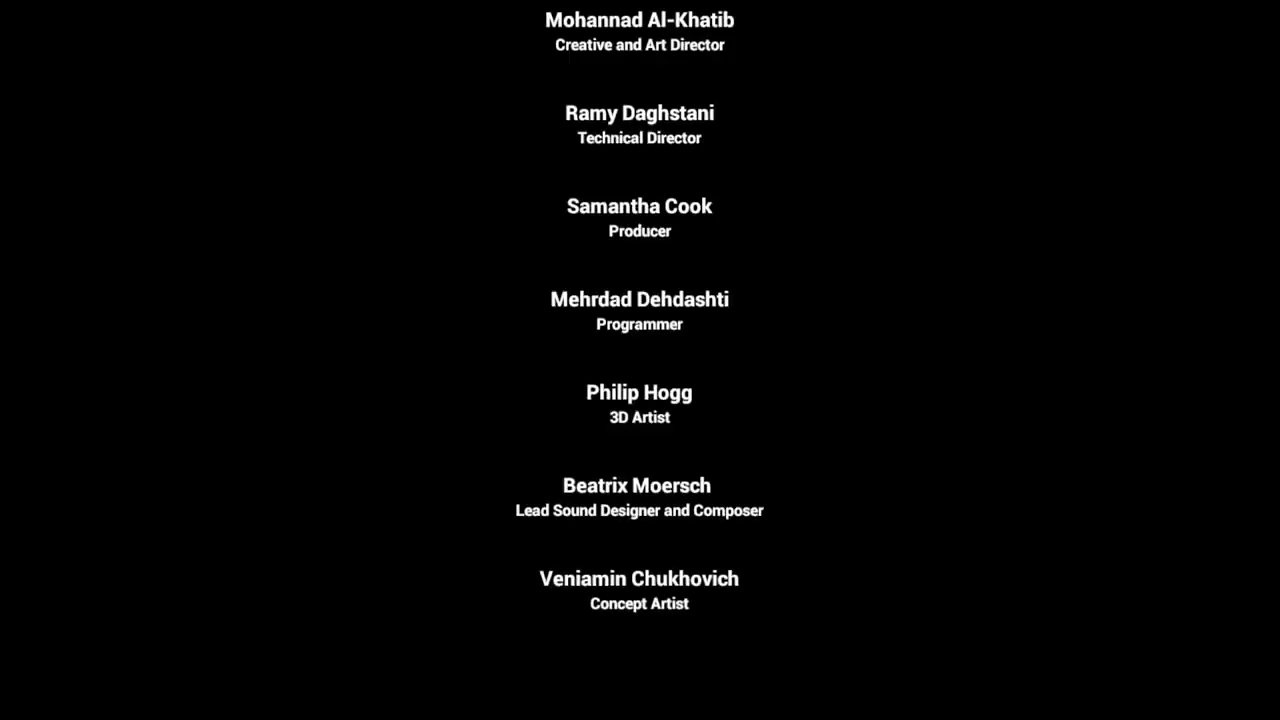 Mohannad Al-Khatib
Creative and Art Director
Ramy Daghstani
Technical Director
Samantha Cook
Producer
Mehrdad Dehdashti
Programmer
Philip Hogg
3D Artist
Beatrix Moersch
Lead Sound Designer and Composer
Veniamin Chukhovich
Concept Artist